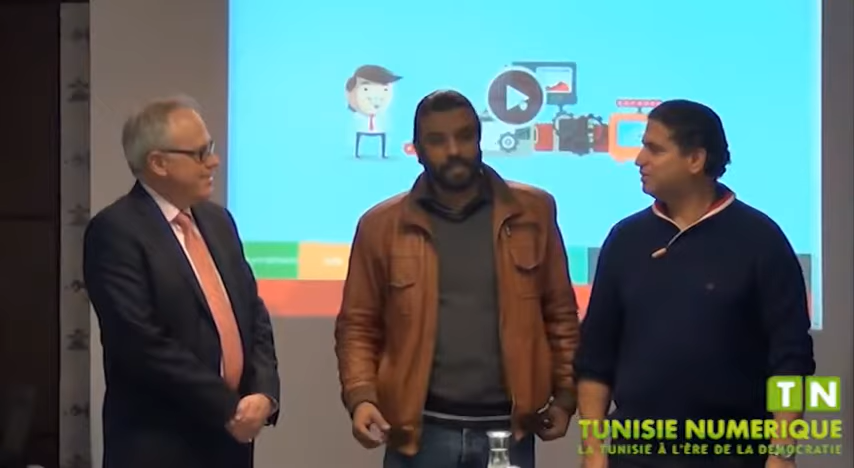 TN
TUNISIE NUMERIQUE
LA TUNISIE À L'ÈRE DE LA DÉMOCRATIE